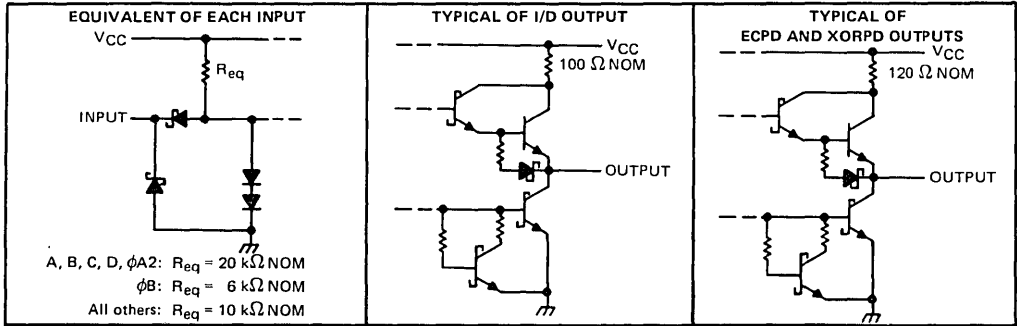 EQUIVALENT OF EACH INPUT
VCC
Req
INPUT
A, B, C, D, ϕA2: Req = 20 kΩ NOM
ϕB: Req = 6 kΩ NOM
All others: Req = 10 kΩ NOM
TYPICAL OF I/D OUTPUT
VCC
100 Ω NOM
OUTPUT
TYPICAL OF
ECPD AND XORPD OUTPUTS
VCC
120 Ω NOM
OUTPUT